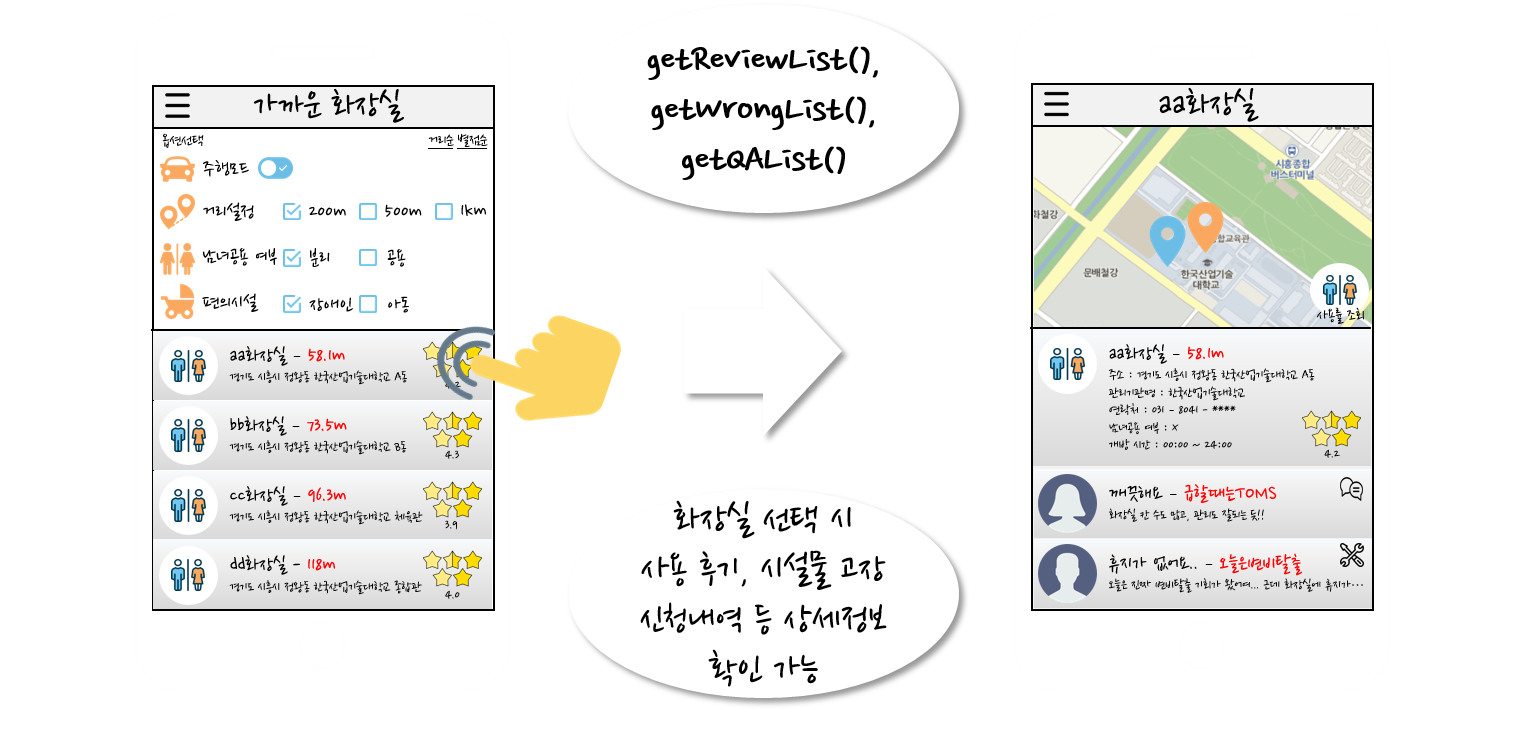 가까운 화장실
옵션선택
거리순 별점순
주행모드
거리설정 200m 500m 1km
남녀공용 여부 분리 공용
편의시설 장애인 아동
aa화장실 - 58.1m
경기도 시흥시 정왕동 한국산업기술대학교 A동
4.2
bb화장실 - 73.5m
경기도 시흥시 정왕동 한국산업기술대학교 B동
4.3
cc화장실 - 96.3m
경기도 시흥시 정왕동 한국산업기술대학교 체육관
3.9
dd화장실 - 118m
경기도 시흥시 정왕동 한국산업기술대학교 종합관
4.0
getReviewList(),
getWrongList(),
getQAList()
화장실 선택 시
사용 후기, 시설물 고장
신청내역 등 상세정보
확인 가능
aa화장실
시흥종합
버스터미널
화철강
합교육관
문배철강
한국산업기술
대학교
사용률 조회
aa화장실 - 58.1m
주소 : 경기도 시흥시 정왕동 한국산업기술대학교 A동
관리기관명 : 한국산업기술대학교
연락처 : 031 - 8041 - ****
남녀공용 여부 : X
개방 시간 : 00:00 ~ 24:00
4.2
깨끗해요 - 급할때는TOMS
화장실 칸 수도 많고, 관리도 잘되는 듯!!
휴지가 없어요.. - 오늘은변비탈출
오늘은 진짜 변비탈출 기회가 왔어여... 근데 화장실에 휴지가...